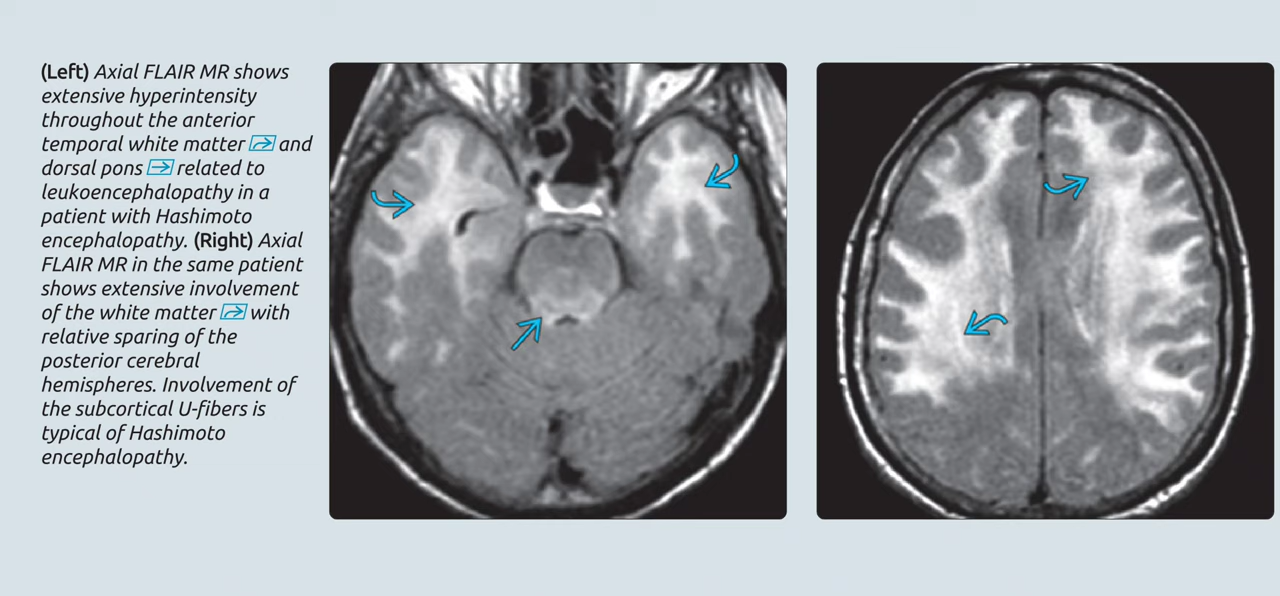 (Left) Axial FLAIR MR shows
extensive hyperintensity
throughout the anterior
temporal white matter and
dorsal pons related to
leukoencephalopathy in a
patient with Hashimoto
encephalopathy. (Right) Axial
FLAIR MR in the same patient
shows extensive involvement
of the white matter with
relative sparing of the
posterior cerebral
hemispheres. Involvement of
the subcortical U-fibers is
typical of Hashimoto
encephalopathy.